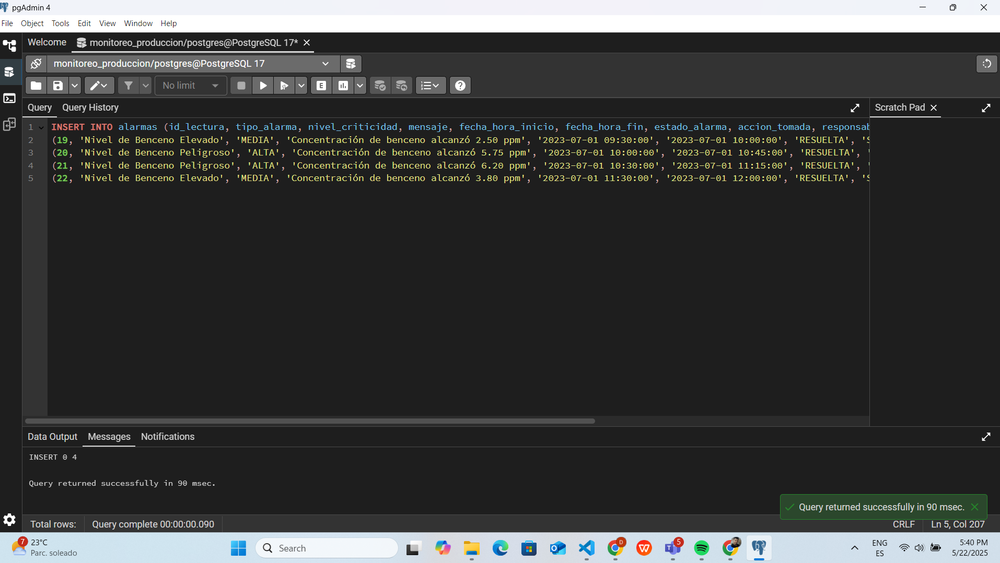 pgAdmin 4
File Object Tools Edit View Window Help
Welcome monitoreo_produccion/postgres@PostgreSQL 17*
monitoreo_produccion/postgres@PostgreSQL 17
No limit E
Query Query History Scratch Pad
1 INSERT INTO alarmas (id_lectura, tipo_alarma, nivel_criticidad, mensaje, fecha_hora_inicio, fecha_hora_fin, estado_alarma, accion_tomada, responsab
2 (19, 'Nivel de Benceno Elevado', 'MEDIA', 'Concentración de benceno alcanzó 2.50 ppm', '2023-07-01 09:30:00', '2023-07-01 10:00:00', 'RESUELTA', 'S
3 (20, 'Nivel de Benceno Peligroso', 'ALTA', 'Concentración de benceno alcanzó 5.75 ppm', '2023-07-01 10:00:00', '2023-07-01 10:45:00', 'RESUELTA', '
4 (21, 'Nivel de Benceno Peligroso', 'ALTA', 'Concentración de benceno alcanzó 6.20 ppm', '2023-07-01 10:30:00', '2023-07-01 11:15:00', 'RESUELTA', '
5 (22, 'Nivel de Benceno Elevado', 'MEDIA', 'Concentración de benceno alcanzó 3.80 ppm', '2023-07-01 11:30:00', '2023-07-01 12:00:00', 'RESUELTA', 'S
Data Output Messages Notifications
INSERT 0 4
Query returned successfully in 90 msec.
Query returned successfully in 90 msec.
Total rows: Query complete 00:00:00.090 CRLF Ln 5, Col 207
7 23°C
Parc. soleado
Search
D
W
T 5
ENG
ES
5:40 PM
5/22/2025